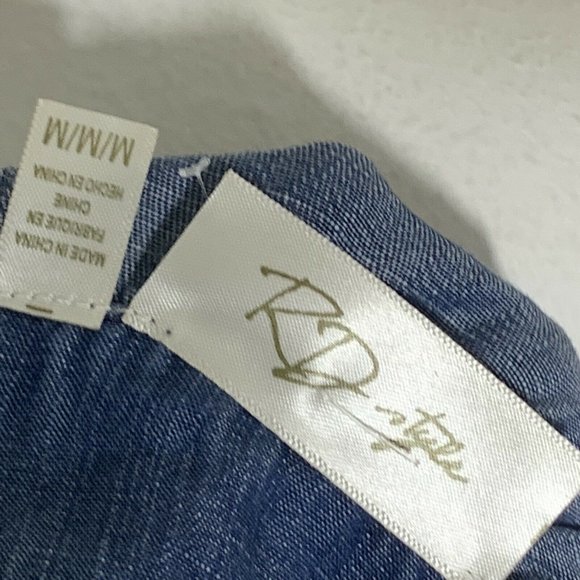 M/M/M
MADE IN CHINA
FABRIQUE EN
CHINE
HECHO EN CHINA
RD style